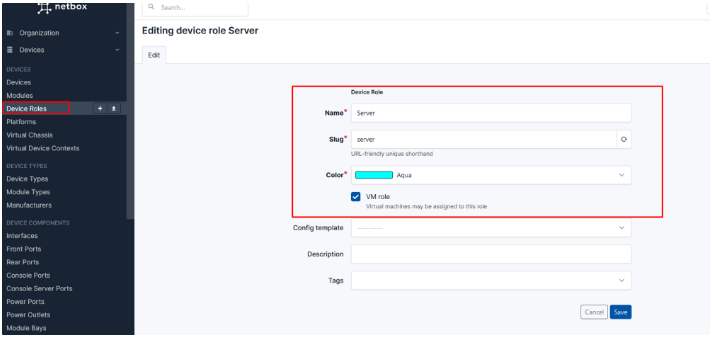 netbox
Search...
Organization
Devices
DEVICES
Devices
Modules
Device Roles
Platforms
Virtual Chassis
Virtual Device Contexts
DEVICE TYPES
Device Types
Module Types
Manufacturers
DEVICE COMPONENTS
Interfaces
Front Ports
Rear Ports
Console Ports
Console Server Ports
Power Ports
Power Outlets
Module Bays
Editing device role Server
Edit
Device Role
Name* Server
Slug* server
URL-friendly unique shorthand
Color* Aqua
VM role
Virtual machines may be assigned to this role
Config template ---------
Description
Tags
Cancel Save